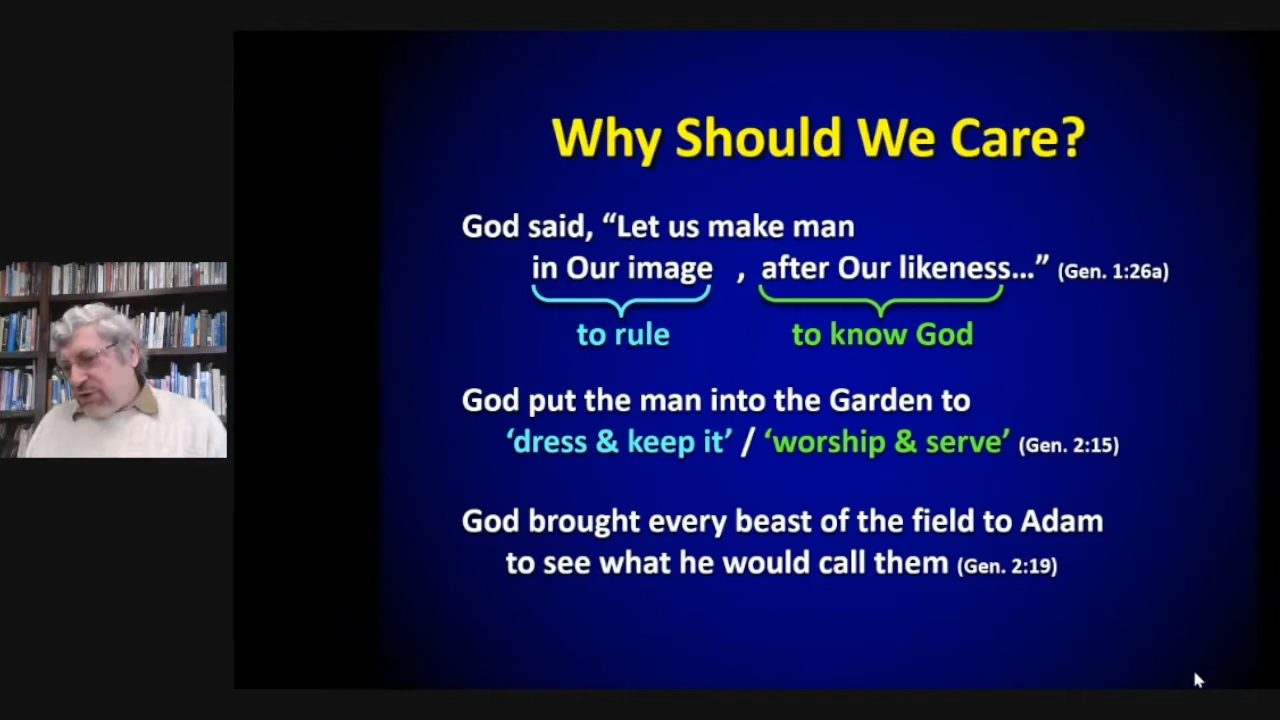 Why Should We Care?
God said, “Let us make man
in Our image , after Our likeness…” (Gen. 1:26a)
to rule to know God
God put the man into the Garden to
‘dress & keep it’ / ‘worship & serve’ (Gen. 2:15)
God brought every beast of the field to Adam
to see what he would call them (Gen. 2:19)